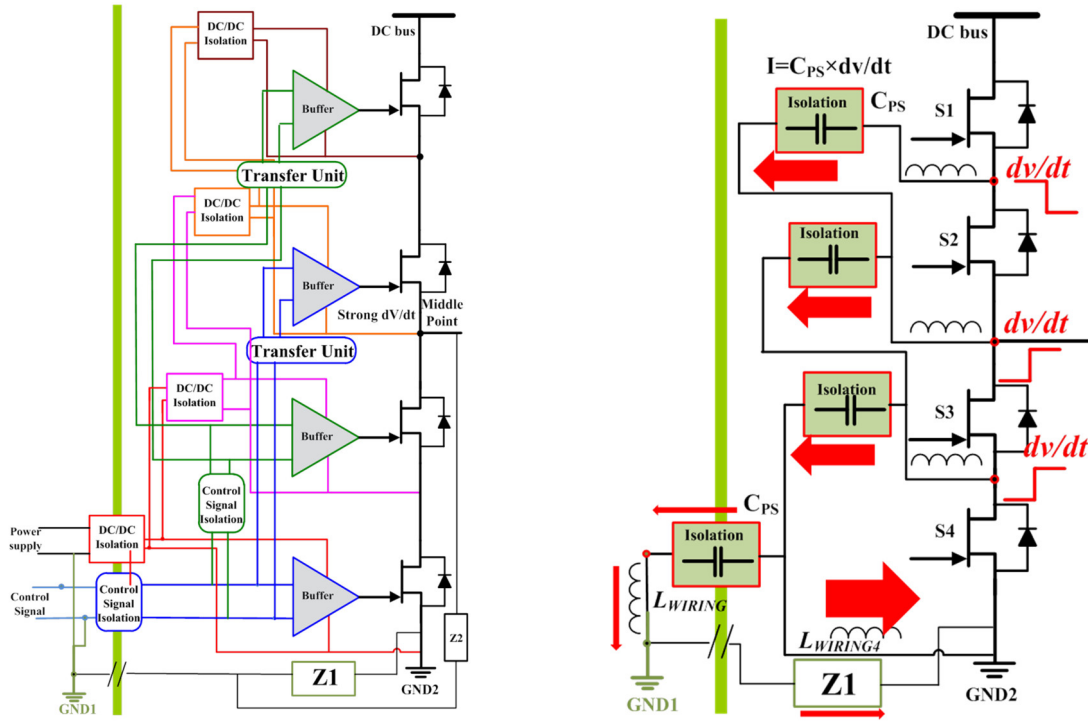 DC/DC
Isolation
DC bus
Buffer
Transfer Unit
DC/DC
Isolation
Buffer
Strong dV/dt
Middle
Point
Transfer Unit
DC/DC
Isolation
Buffer
Control
Signal
Isolation
Power
supply
DC/DC
Isolation
Control
Signal
Control
Signal
Isolation
Buffer
Z2
Z1
GND1
GND2
DC bus
I=CPS×dv/dt
Isolation
CPS
S1
dv/dt
Isolation
S2
dv/dt
Isolation
S3
dv/dt
CPS
Isolation
S4
LWIRING
LWIRING4
Z1
GND1
GND2